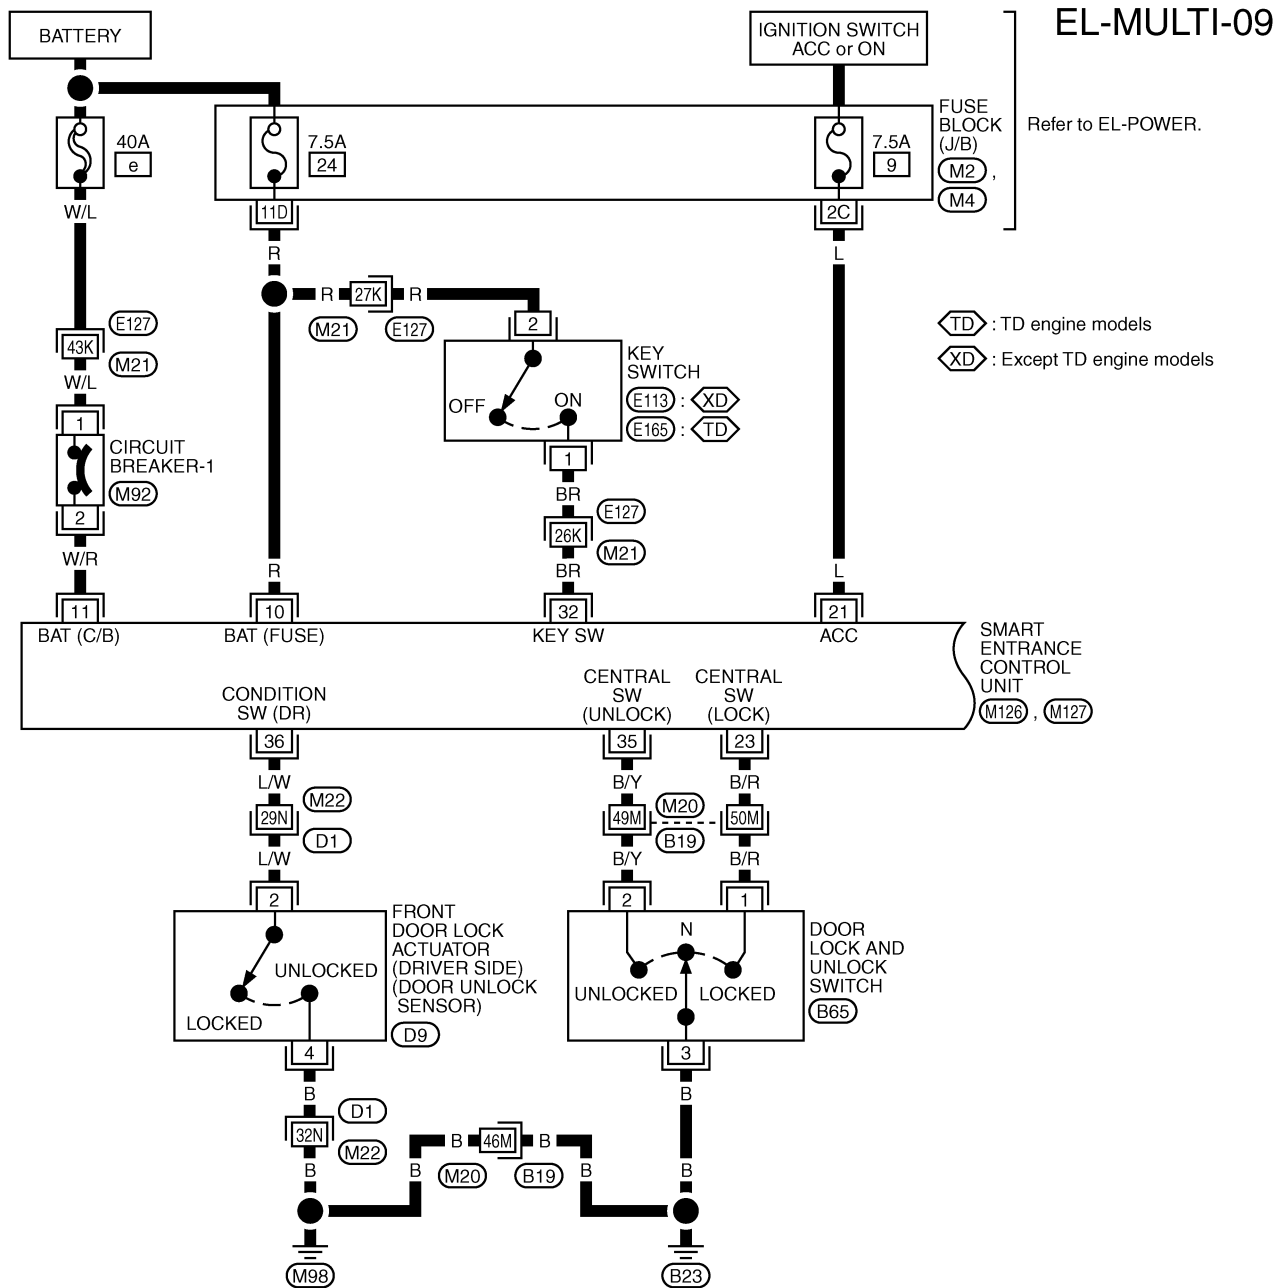 EL-MULTI-09
BATTERY
IGNITION SWITCH
ACC or ON
40A
e
7.5A
24
7.5A
9
FUSE
BLOCK
(J/B)
M2 ,
M4
Refer to EL-POWER.
W/L
11D
2C
R
L
R
27K
R
M21
E127
E127
43K
M21
W/L
2
KEY
SWITCH
E113 : XD
E165 : TD
OFF
ON
TD : TD engine models
XD : Except TD engine models
1
CIRCUIT
BREAKER-1
M92
2
W/R
1
BR
E127
26K
M21
BR
R
L
11
10
32
21
BAT (C/B)
BAT (FUSE)
KEY SW
ACC
SMART
ENTRANCE
CONTROL
UNIT
M126 , M127
CONDITION
SW (DR)
CENTRAL
SW
(UNLOCK)
CENTRAL
SW
(LOCK)
36
35
23
L/W
B/Y
B/R
M22
29N
D1
49M
M20
B19
50M
L/W
B/Y
B/R
2
2
1
FRONT
DOOR LOCK
ACTUATOR
(DRIVER SIDE)
(DOOR UNLOCK
SENSOR)
D9
UNLOCKED
LOCKED
N
UNLOCKED
LOCKED
DOOR
LOCK AND
UNLOCK
SWITCH
B65
4
3
B
B
D1
32N
M22
B
46M
B
M20
B19
B
B
B
B
M98
B23